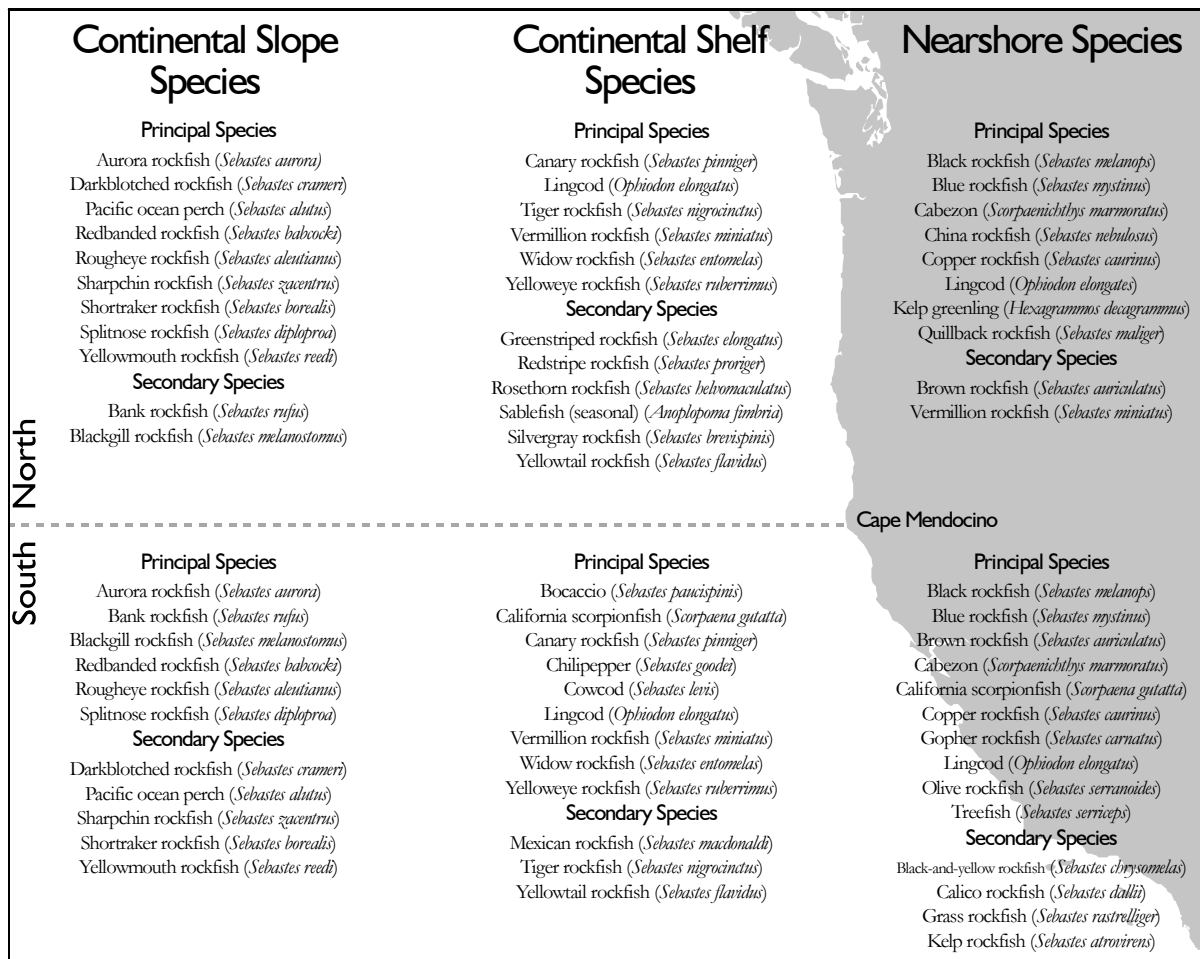 Continental Slope
Species
Principal Species
Aurora rockfish (Sebastes aurora)
Darkblotched rockfish (Sebastes crameri)
Pacific ocean perch (Sebastes alutus)
Redbanded rockfish (Sebastes babcocki)
Rougheye rockfish (Sebastes aleutianus)
Sharpchin rockfish (Sebastes zacentrus)
Shortraker rockfish (Sebastes borealis)
Splitnose rockfish (Sebastes diploproa)
Yellowmouth rockfish (Sebastes reedi)
Secondary Species
Bank rockfish (Sebastes rufus)
Blackgill rockfish (Sebastes melanostomus)
Continental Shelf
Species
Principal Species
Canary rockfish (Sebastes pinniger)
Lingcod (Ophiodon elongatus)
Tiger rockfish (Sebastes nigrocinctus)
Vermillion rockfish (Sebastes miniatus)
Widow rockfish (Sebastes entomelas)
Yelloweye rockfish (Sebastes ruberrimus)
Secondary Species
Greenstriped rockfish (Sebastes elongatus)
Redstripe rockfish (Sebastes proriger)
Rosethorn rockfish (Sebastes helvomaculatus)
Sablefish (seasonal) (Anoplopoma fimbria)
Silvergray rockfish (Sebastes brevispinis)
Yellowtail rockfish (Sebastes flavidus)
Nearshore Species
Principal Species
Black rockfish (Sebastes melanops)
Blue rockfish (Sebastes mystinus)
Cabezon (Scorpaenichthys marmoratus)
China rockfish (Sebastes nebulosus)
Copper rockfish (Sebastes caurinus)
Lingcod (Ophiodon elongates)
Kelp greenling (Hexagrammos decagrammus)
Quillback rockfish (Sebastes maliger)
Secondary Species
Brown rockfish (Sebastes auriculatus)
Vermillion rockfish (Sebastes miniatus)
North
Cape Mendocino
South
Principal Species
Aurora rockfish (Sebastes aurora)
Bank rockfish (Sebastes rufus)
Blackgill rockfish (Sebastes melanostomus)
Redbanded rockfish (Sebastes babcocki)
Rougheye rockfish (Sebastes aleutianus)
Splitnose rockfish (Sebastes diploproa)
Secondary Species
Darkblotched rockfish (Sebastes crameri)
Pacific ocean perch (Sebastes alutus)
Sharpchin rockfish (Sebastes zacentrus)
Shortraker rockfish (Sebastes borealis)
Yellowmouth rockfish (Sebastes reedi)
Principal Species
Bocaccio (Sebastes paucispinis)
California scorpionfish (Scorpaena gutatta)
Canary rockfish (Sebastes pinniger)
Chilipepper (Sebastes goodei)
Cowcod (Sebastes levis)
Lingcod (Ophiodon elongatus)
Vermillion rockfish (Sebastes miniatus)
Widow rockfish (Sebastes entomelas)
Yelloweye rockfish (Sebastes ruberrimus)
Secondary Species
Mexican rockfish (Sebastes macdonaldi)
Tiger rockfish (Sebastes nigrocinctus)
Yellowtail rockfish (Sebastes flavidus)
Principal Species
Black rockfish (Sebastes melanops)
Blue rockfish (Sebastes mystinus)
Brown rockfish (Sebastes auriculatus)
Cabezon (Scorpaenichthys marmoratus)
California scorpionfish (Scorpaena gutatta)
Copper rockfish (Sebastes caurinus)
Gopher rockfish (Sebastes carnatus)
Lingcod (Ophiodon elongatus)
Olive rockfish (Sebastes serranoides)
Treefish (Sebastes serriceps)
Secondary Species
Black-and-yellow rockfish (Sebastes chrysomelas)
Calico rockfish (Sebastes dallii)
Grass rockfish (Sebastes rastrelliger)
Kelp rockfish (Sebastes atrovirens)